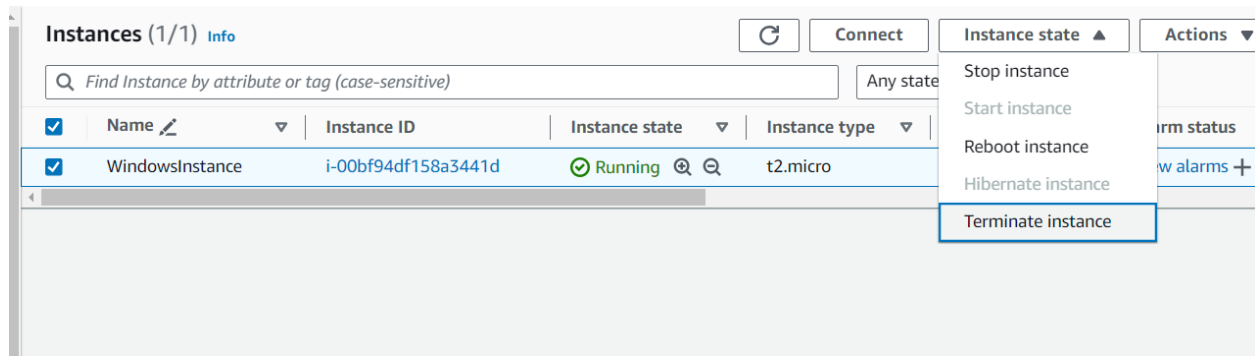 Instances (1/1) Info
Connect
Instance state
Actions
Find Instance by attribute or tag (case-sensitive)
Any state
Stop instance
Start instance
Reboot instance
Hibernate instance
Terminate instance
Name
Instance ID
Instance state
Instance type
rm status
WindowsInstance
i-00bf94df158a3441d
Running
t2.micro
ew alarms +